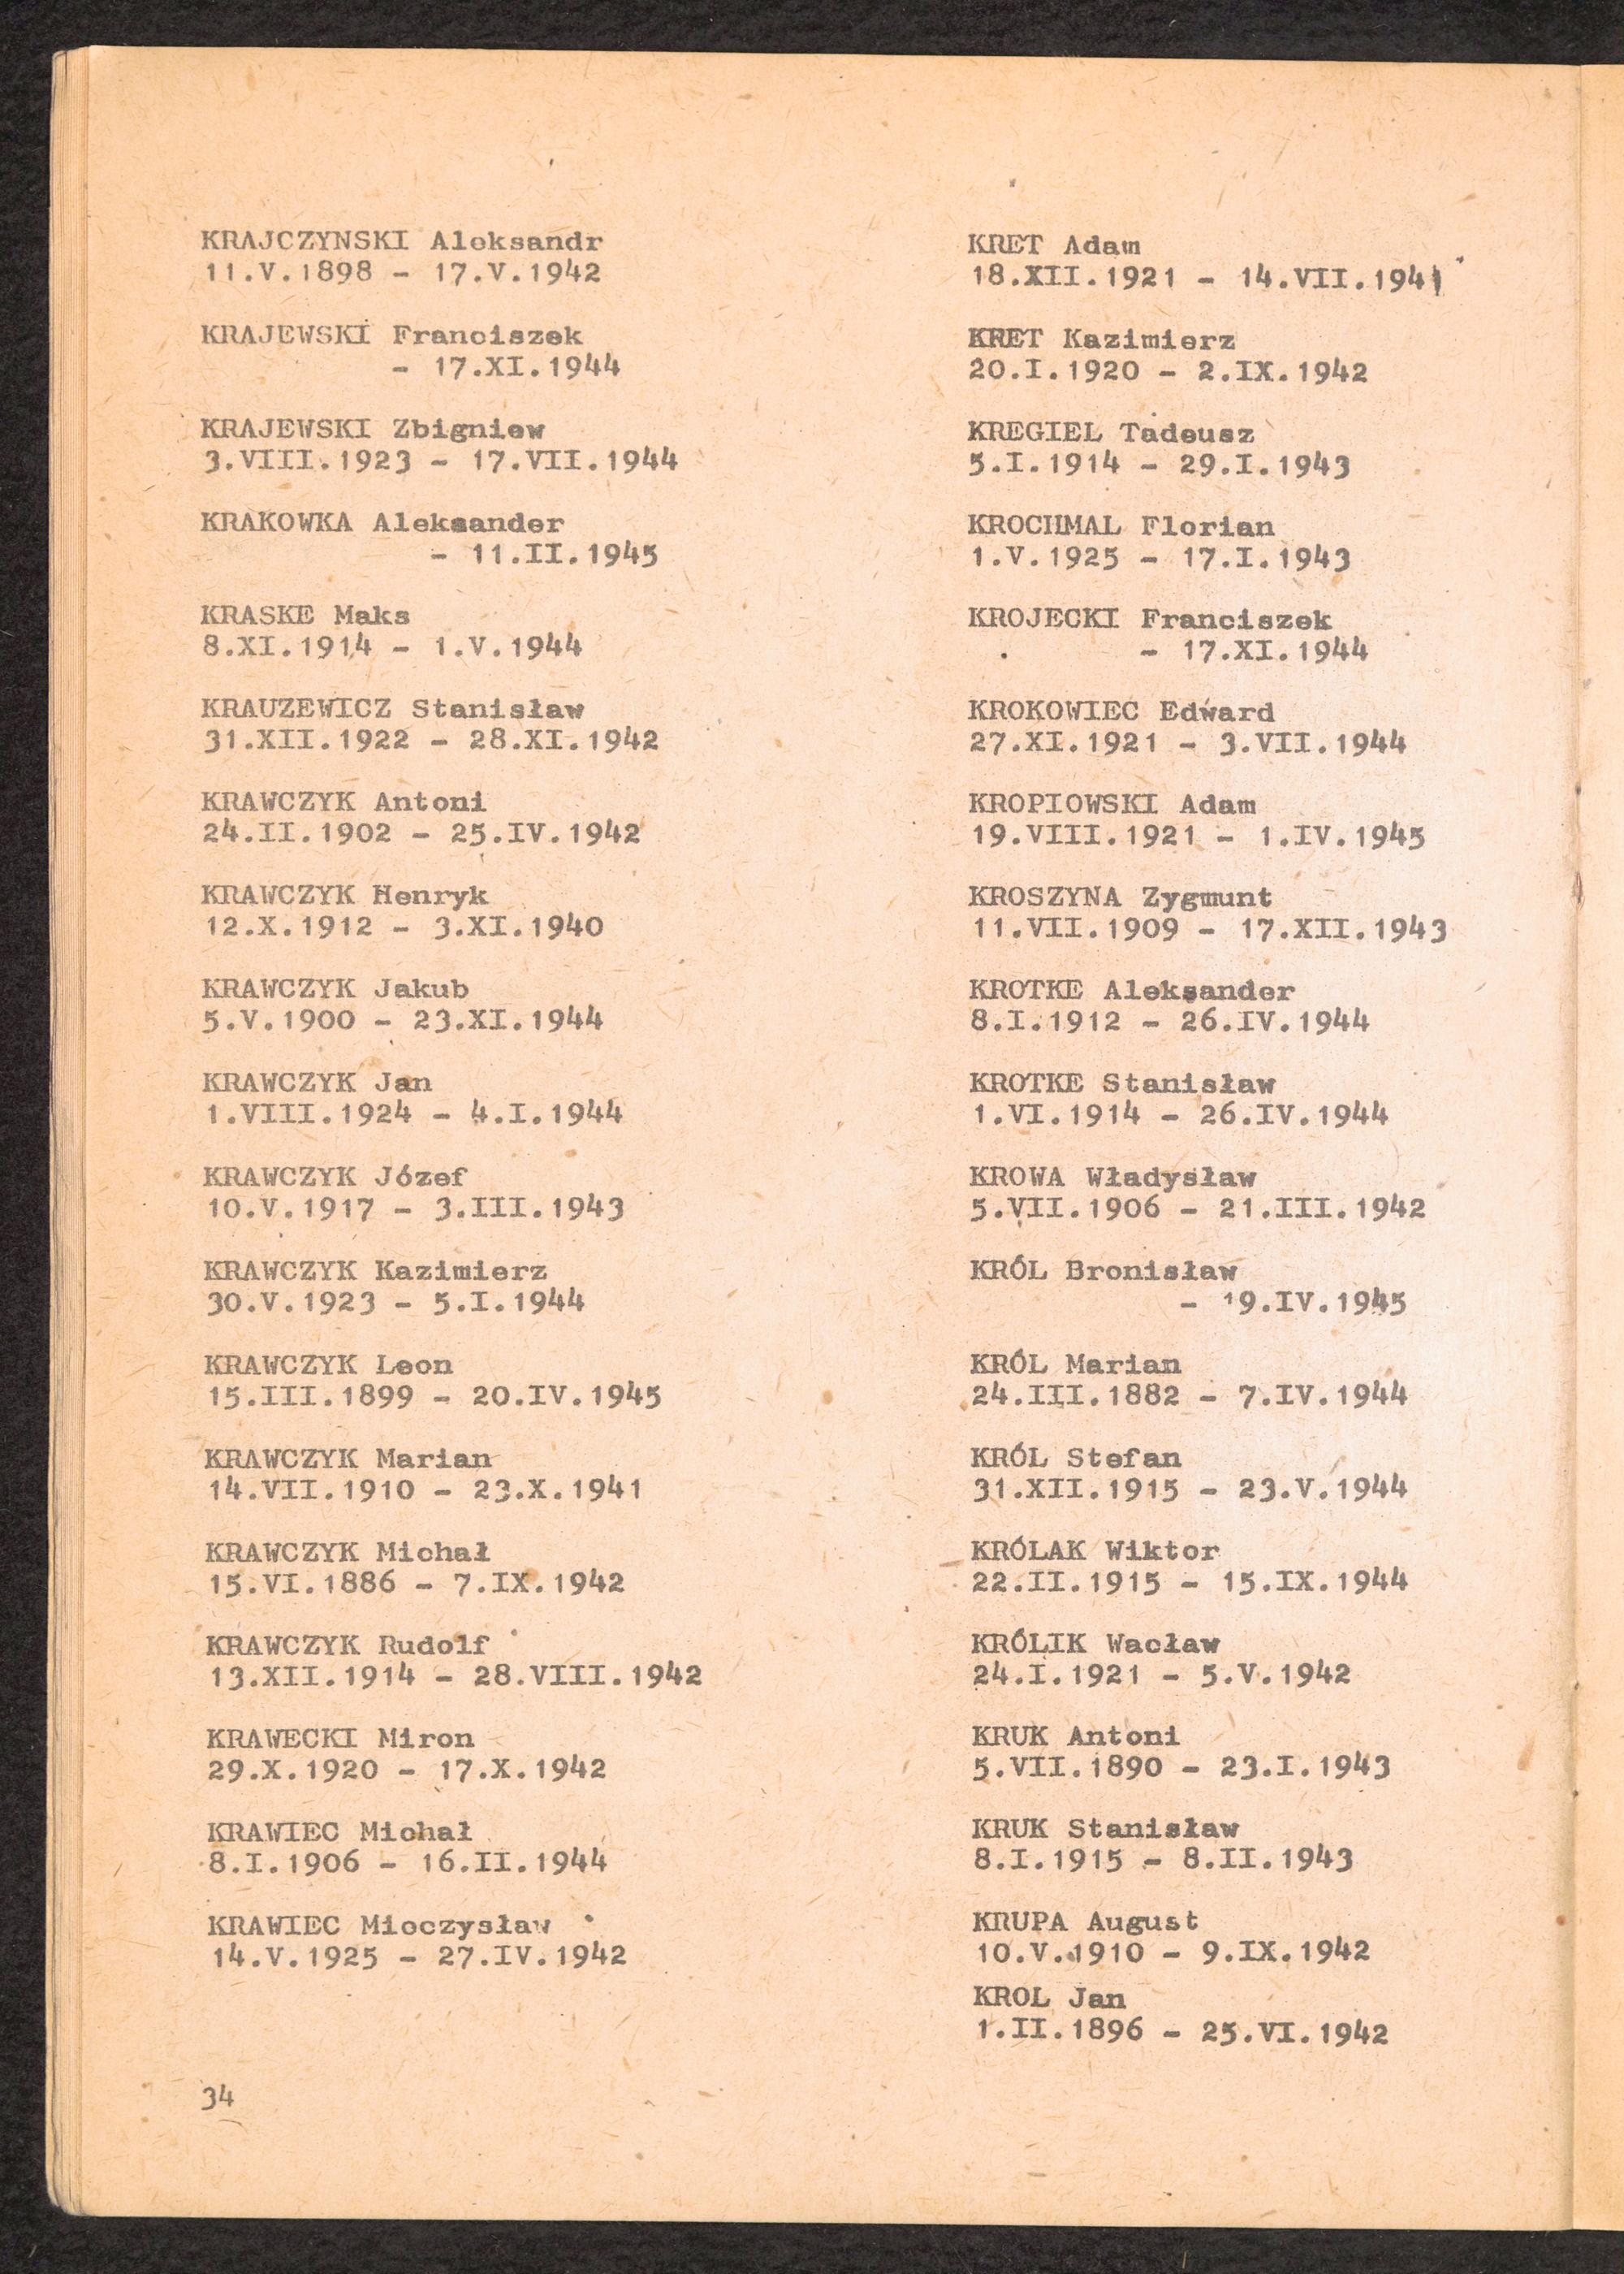 KRAJCZYNSKI Aleksandr
11.V.1898 - 17.V.1942
KRAJEWSKI Franciszek
- 17.XI.1944
KRAJEWSKI Zbigniew
3.VIII.1923 - 17.VII.1944
KRAKOWKA Aleksander
- 11.II.1945
KRASKE Maks
8.XI.1914 - 1.V.1944
KRAUZEWICZ Stanisław
31.XII.1922 - 28.XI.1942
KRAWCZYK Antoni
24.II.1902 - 25.IV.1942
KRAWCZYK Henryk
12.X.1912 - 3.XI.1940
KRAWCZYK Jakub
5.V.1900 - 23.XI.1944
KRAWCZYK Jan
1.VIII.1924 - 4.I.1944
KRAWCZYK Józef
10.V.1917 - 3.III.1943
KRAWCZYK Kazimierz
30.V.1923 - 5.I.1944
KRAWCZYK Leon
15.III.1899 - 20.IV.1945
KRAWCZYK Marian
14.VII.1910 - 23.X.1941
KRAWCZYK Michał
15.VI.1886 - 7.IX.1942
KRAWCZYK Rudolf
13.XII.1914 - 28.VIII.1942
KRAWECKI Miron
29.X.1920 - 17.X.1942
KRAWIEC Michał
8.I.1906 - 16.II.1944
KRAWIEC Mieczysław
14.V.1925 - 27.IV.1942
KRET Adam
18.XII.1921 - 14.VII.1941
KRET Kazimierz
20.I.1920 - 2.IX.1942
KREGIEL Tadeusz
5.I.1914 - 29.I.1943
KROCHMAL Florian
1.V.1925 - 17.I.1943
KROJECKI Franciszek
- 17.XI.1944
KROKOWIEC Edward
27.XI.1921 - 3.VII.1944
KROPIOWSKI Adam
19.VIII.1921 - 1.IV.1945
KROSZYNA Zygmunt
11.VII.1909 - 17.XII.1943
KROTKE Aleksander
8.I.1912 - 26.IV.1944
KROTKE Stanisław
1.VI.1914 - 26.IV.1944
KROWA Władysław
5.VII.1906 - 21.III.1942
KRÓL Bronisław
- 19.IV.1945
KRÓL Marian
24.III.1882 - 7.IV.1944
KRÓL Stefan
31.XII.1915 - 23.V.1944
KRÓLAK Wiktor
22.II.1915 - 15.IX.1944
KRÓLIK Wacław
24.I.1921 - 5.V.1942
KRUK Antoni
5.VII.1890 - 23.I.1943
KRUK Stanisław
8.I.1915 - 8.II.1943
KRUPA August
10.V.1910 - 9.IX.1942
KROL Jan
1.II.1896 - 25.VI.1942
34